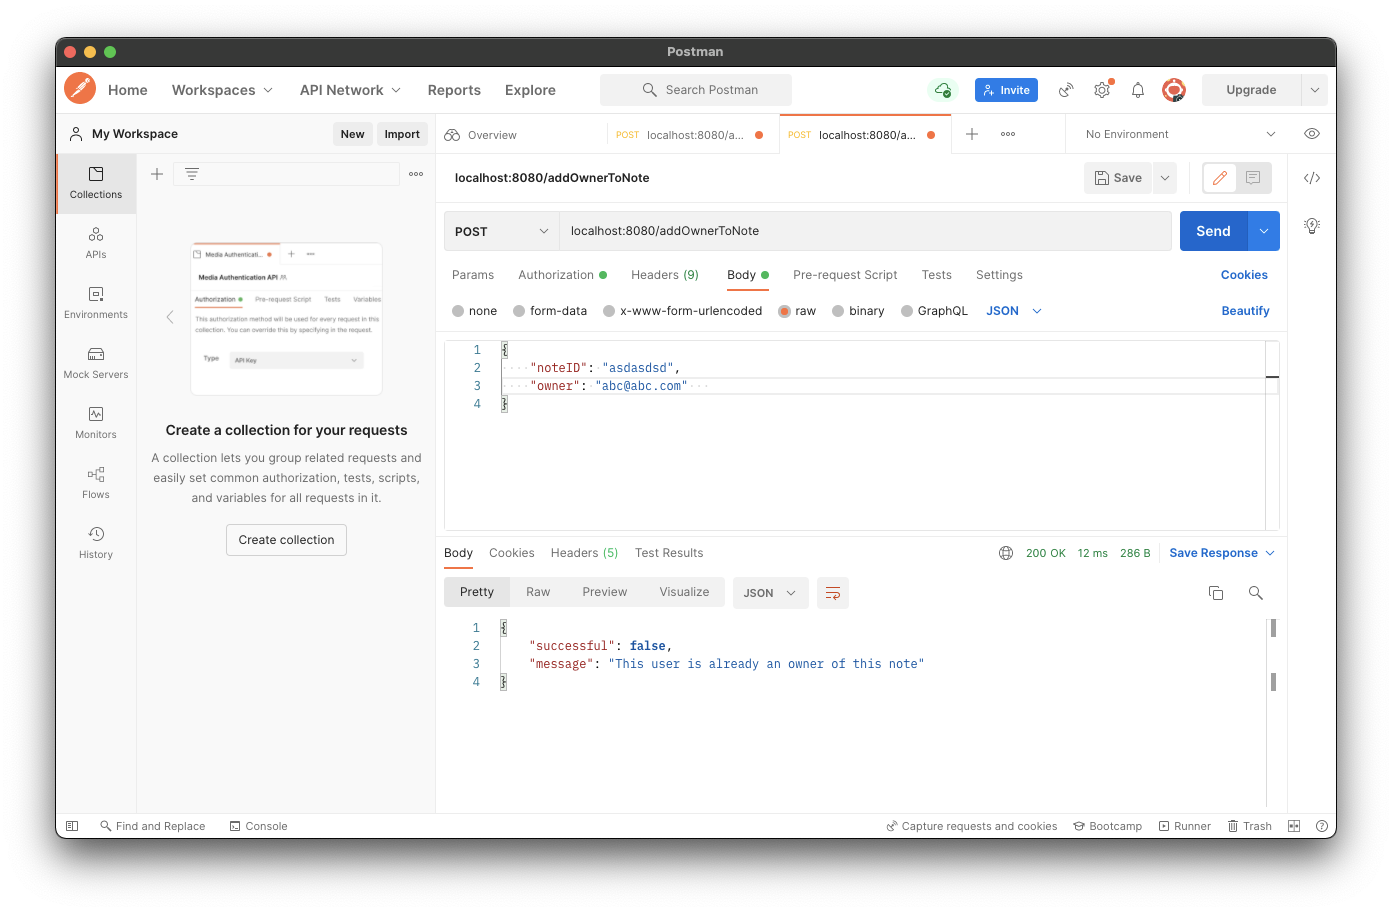 Postman
Home Workspaces API Network Reports Explore Search Postman Invite Upgrade
My Workspace New Import Overview POST localhost:8080/a... POST localhost:8080/a... No Environment
Collections
APIs
Environments
Mock Servers
Monitors
Flows
History
Media Authenticati...
Media Authentication API
Authorization Pre-request Script Tests Variables
This authorization method will be used for every request in this
collection. You can override this by specifying in the request.
Type API Key
Create a collection for your requests
A collection lets you group related requests and
easily set common authorization, tests, scripts,
and variables for all requests in it.
Create collection
localhost:8080/addOwnerToNote Save
POST localhost:8080/addOwnerToNote Send
Params Authorization Headers (9) Body Pre-request Script Tests Settings Cookies
none form-data x-www-form-urlencoded raw binary GraphQL JSON Beautify
1 {
2 "noteID": "asdasdsd",
3 "owner": "abc@abc.com"
4 }
Body Cookies Headers (5) Test Results 200 OK 12 ms 286 B Save Response
Pretty Raw Preview Visualize JSON
1 {
2 "successful": false,
3 "message": "This user is already an owner of this note"
4 }
Find and Replace Console Capture requests and cookies Bootcamp Runner Trash